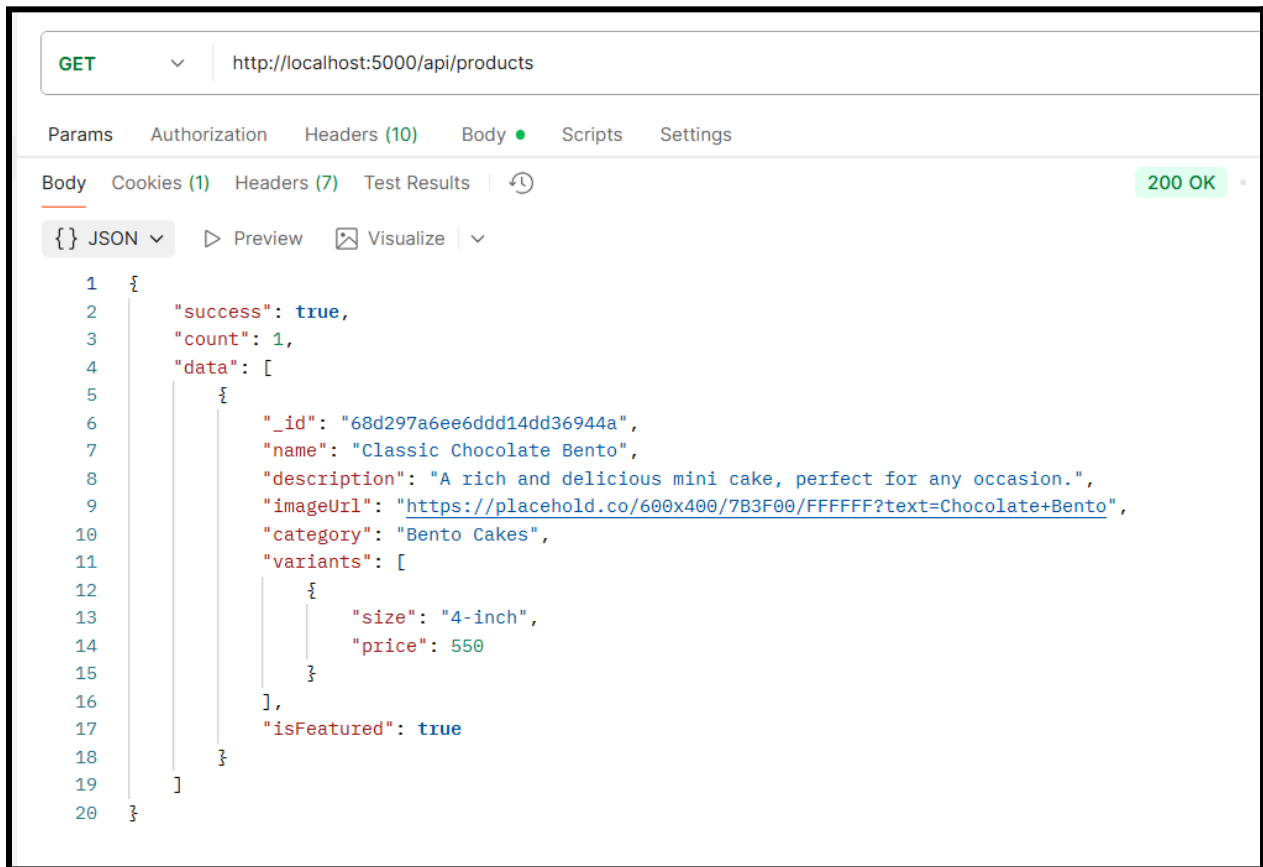 GET http://localhost:5000/api/products
Params Authorization Headers (10) Body Scripts Settings
Body Cookies (1) Headers (7) Test Results 200 OK
{} JSON Preview Visualize
1 {
2 "success": true,
3 "count": 1,
4 "data": [
5 {
6 "_id": "68d297a6ee6ddd14dd36944a",
7 "name": "Classic Chocolate Bento",
8 "description": "A rich and delicious mini cake, perfect for any occasion.",
9 "imageUrl": "https://placehold.co/600x400/7B3F00/FFFFFF?text=Chocolate+Bento",
10 "category": "Bento Cakes",
11 "variants": [
12 {
13 "size": "4-inch",
14 "price": 550
15 }
16 ],
17 "isFeatured": true
18 }
19 ]
20 }